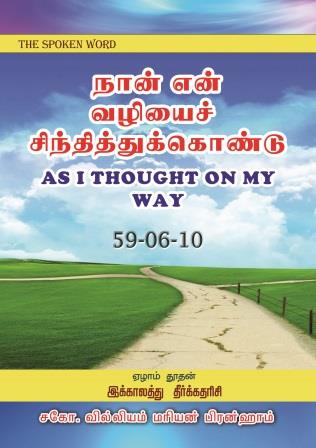 THE SPOKEN WORD
நான் என்
வழியைச்
சிந்தித்துக்கொண்டு
AS I THOUGHT ON MY
WAY
59-06-10
ஏழாம் தூதன்
இக்காலத்து தீர்க்கதரிசி
சகோ. வில்லியம் மரியன் பிரன்ஹாம்